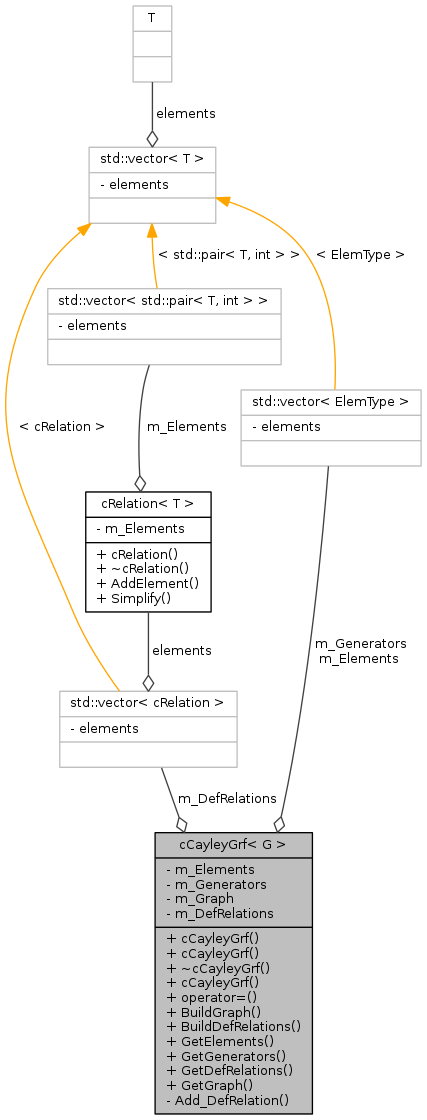 T
elements
std::vector< T >
- elements
< std::pair< T, int > >
< ElemType >
std::vector< std::pair< T, int > >
- elements
std::vector< ElemType >
- elements
< cRelation >
m_Elements
cRelation< T >
- m_Elements
+ cRelation()
+ ~cRelation()
+ AddElement()
+ Simplify()
elements
m_Generators
m_Elements
std::vector< cRelation >
- elements
m_DefRelations
cCayleyGrf< G >
- m_Elements
- m_Generators
- m_Graph
- m_DefRelations
+ cCayleyGrf()
+ cCayleyGrf()
+ ~cCayleyGrf()
+ cCayleyGrf()
+ operator=()
+ BuildGraph()
+ BuildDefRelations()
+ GetElements()
+ GetGenerators()
+ GetDefRelations()
+ GetGraph()
- Add_DefRelation()